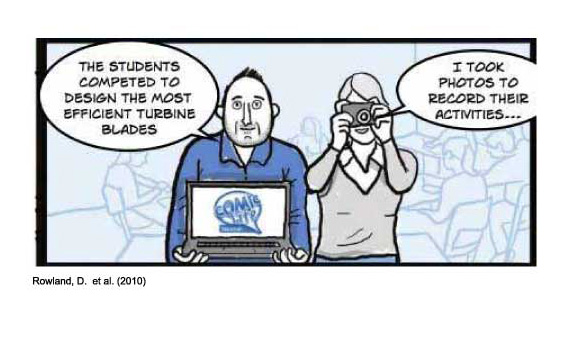 THE STUDENTS
COMPETED TO
DESIGN THE MOST
EFFICIENT TURBINE
BLADES
I TOOK
PHOTOS TO
RECORD THEIR
ACTIVITIES...
COMIC
Rowland, D. et al. (2010)